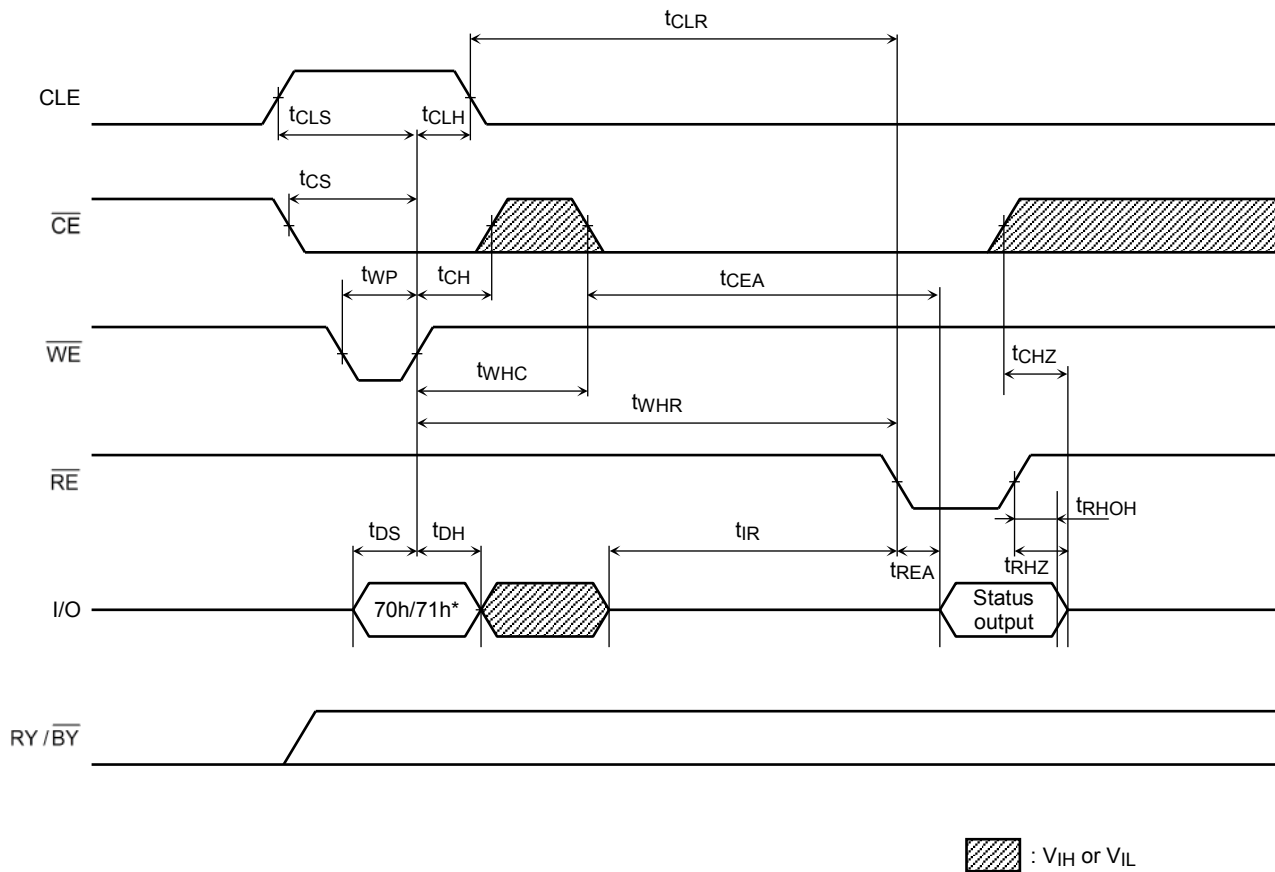 tCLR
CLE
tCLS
tCLH
tCS
CE
tWP
tCH
tCEA
WE
tCHZ
tWHC
tWHR
RE
tRHOH
tDS
tDH
tIR
tREA
tRHZ
I/O
70h/71h*
Status
output
RY / BY
: VIH or VIL